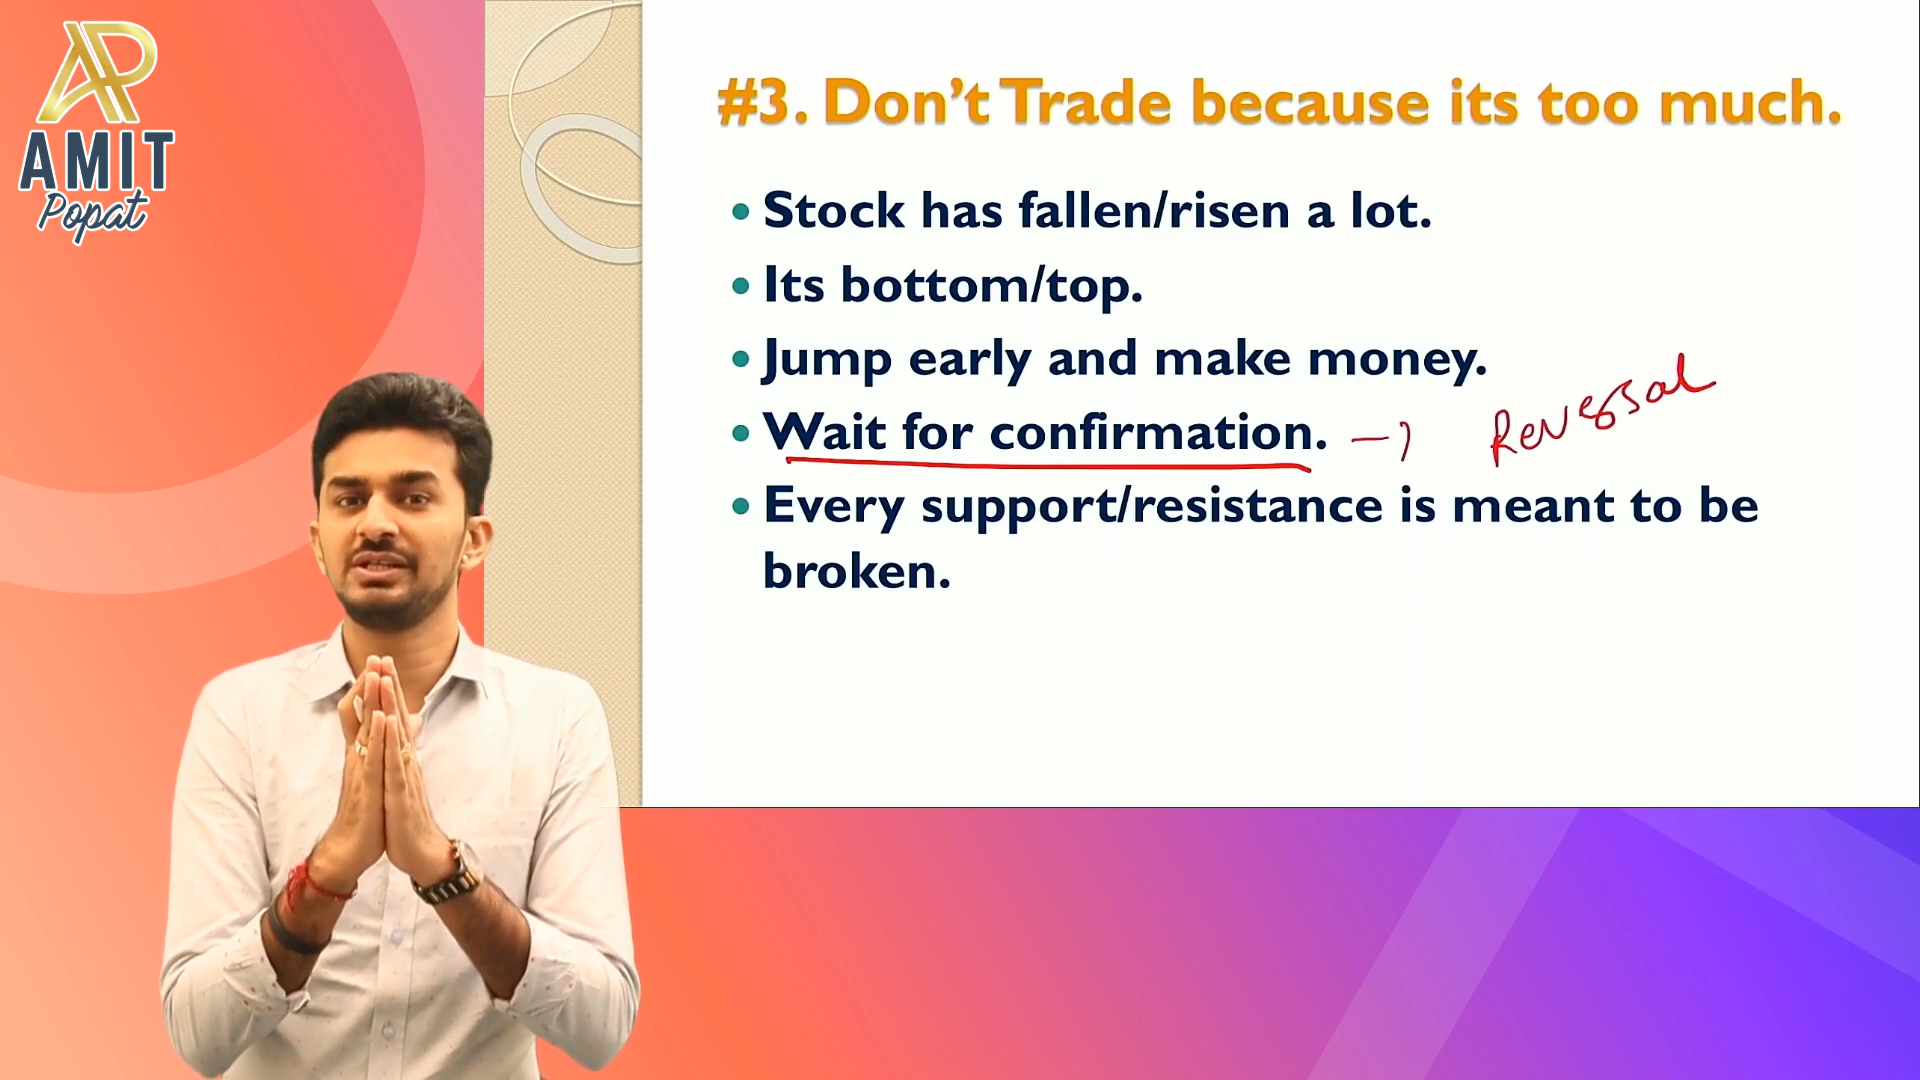 AP
AMIT
Popat
#3. Don’t Trade because its too much.
• Stock has fallen/risen a lot.
• Its bottom/top.
• Jump early and make money.
• Wait for confirmation. → Reversal
• Every support/resistance is meant to be
broken.